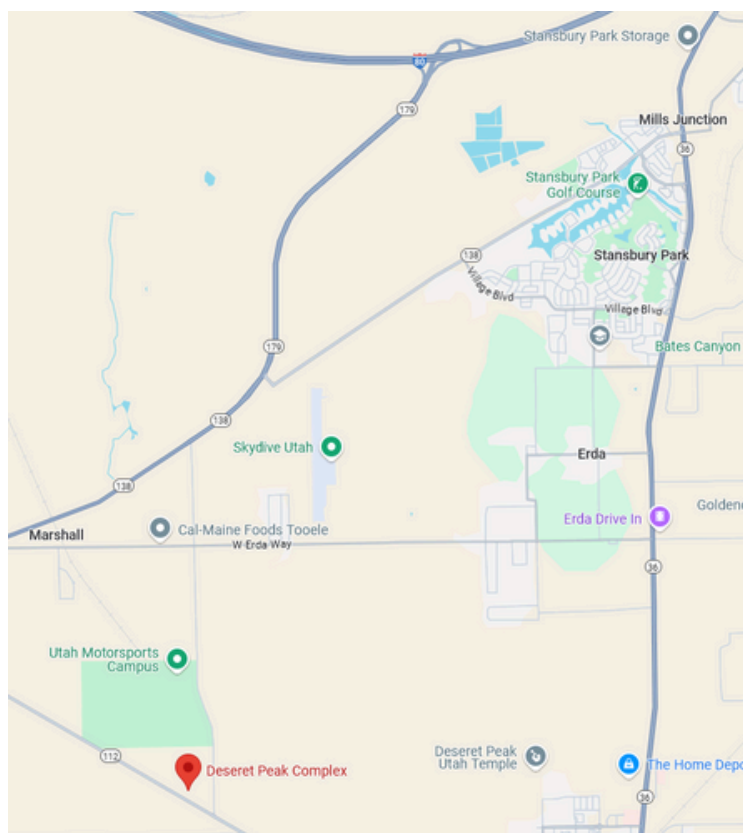 Stansbury Park Storage
80
179
Mills Junction
36
Stansbury Park
Golf Course
138
Stansbury Park
Village Blvd
Village Blvd
179
Bates Canyon
138
Skydive Utah
Erda
138
Goldene
Erda Drive In
Cal-Maine Foods Tooele
Marshall
W Erda Way
36
Utah Motorsports
Campus
112
Deseret Peak Complex
Deseret Peak
Utah Temple
The Home Depo
36